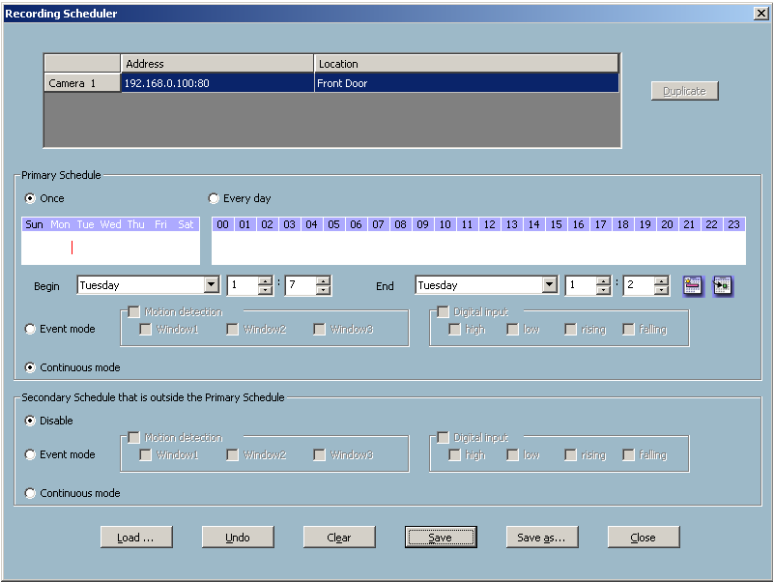 Recording Scheduler
Address Location
Camera 1 192.168.0.100:80 Front Door
Duplicate
Primary Schedule
Once Every day
Sun Mon Tue Wed Thu Fri Sat 00 01 02 03 04 05 06 07 08 09 10 11 12 13 14 15 16 17 18 19 20 21 22 23
Begin Tuesday 1 : 7 End Tuesday 1 : 2
Motion detection Digital input
Event mode Window1 Window2 Window3 high low rising falling
Continuous mode
Secondary Schedule that is outside the Primary Schedule
Disable
Motion detection Digital input
Event mode Window1 Window2 Window3 high low rising falling
Continuous mode
Load ... Undo Clear Save Save as... Close